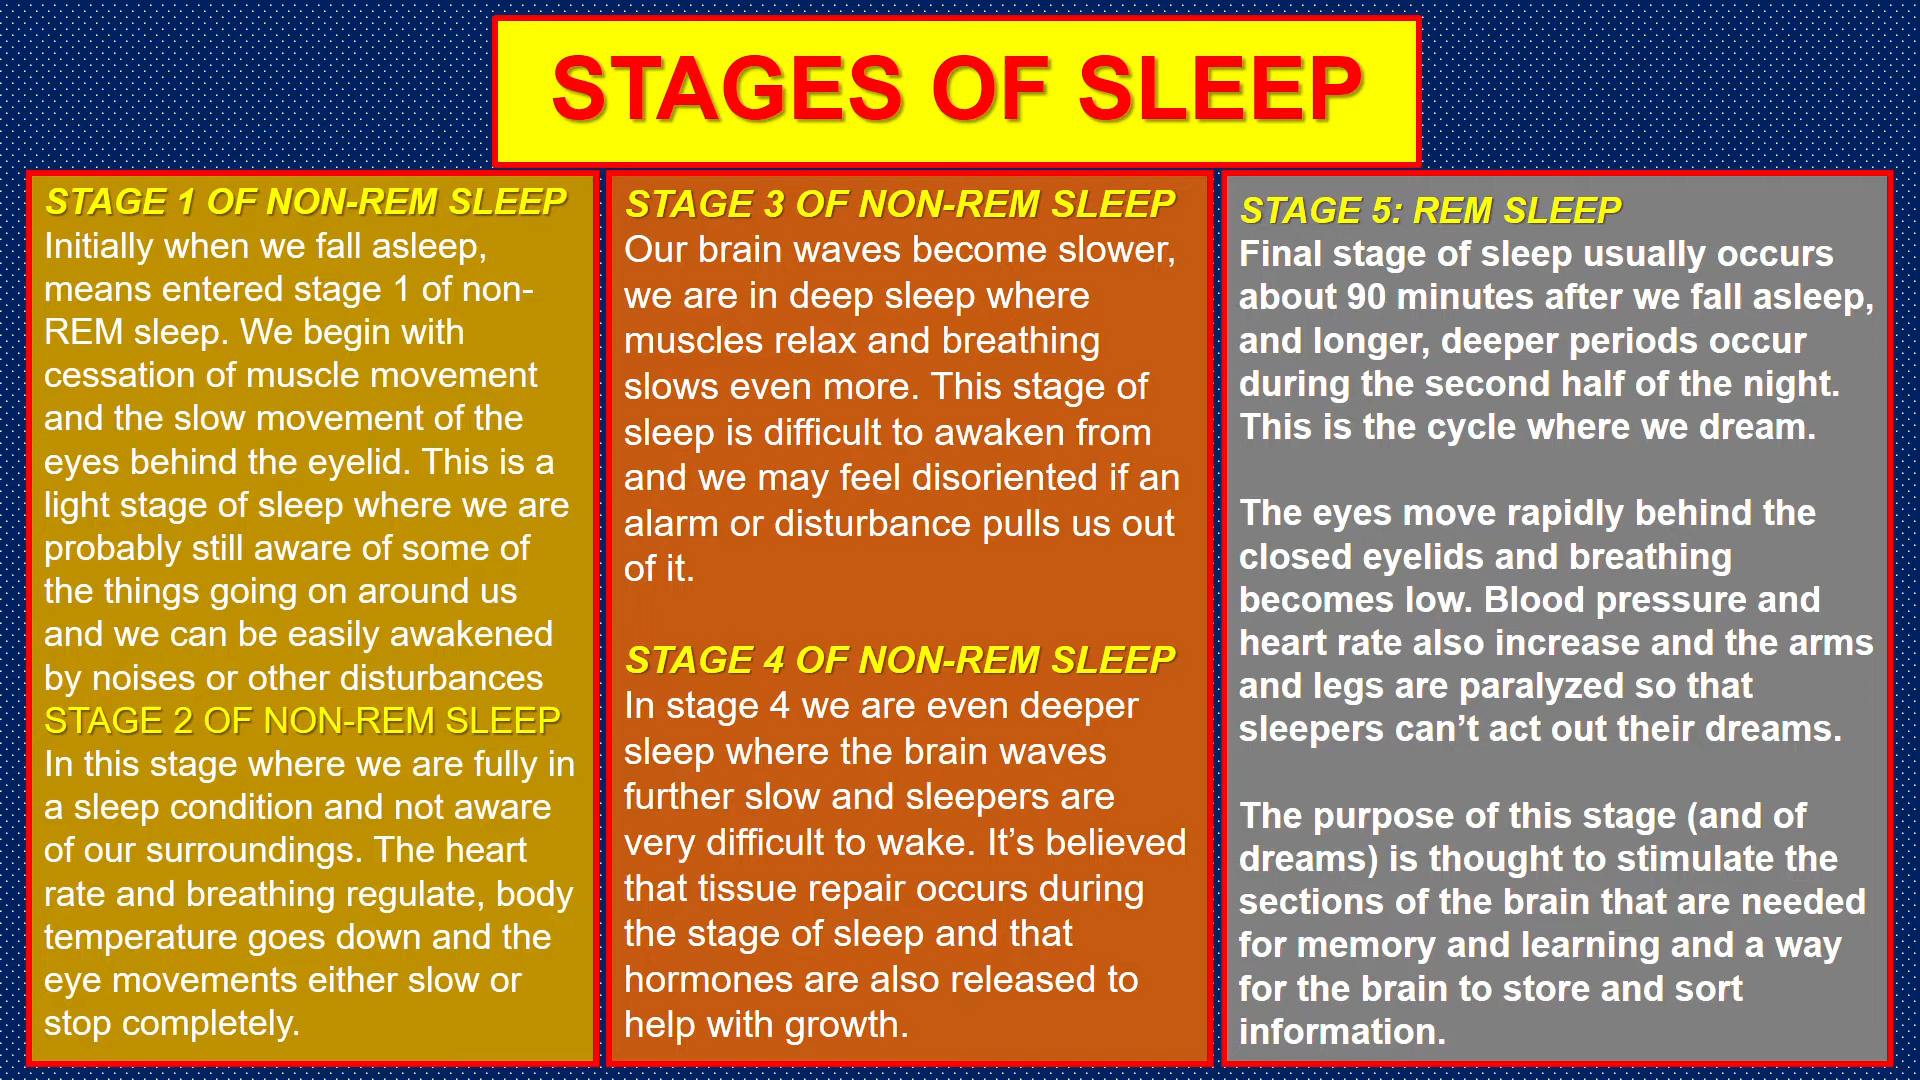 STAGES OF SLEEP
STAGE 1 OF NON-REM SLEEP
Initially when we fall asleep,
means entered stage 1 of non-
REM sleep. We begin with
cessation of muscle movement
and the slow movement of the
eyes behind the eyelid. This is a
light stage of sleep where we are
probably still aware of some of
the things going on around us
and we can be easily awakened
by noises or other disturbances
STAGE 2 OF NON-REM SLEEP
In this stage where we are fully in
a sleep condition and not aware
of our surroundings. The heart
rate and breathing regulate, body
temperature goes down and the
eye movements either slow or
stop completely.
STAGE 3 OF NON-REM SLEEP
Our brain waves become slower,
we are in deep sleep where
muscles relax and breathing
slows even more. This stage of
sleep is difficult to awaken from
and we may feel disoriented if an
alarm or disturbance pulls us out
of it.
STAGE 4 OF NON-REM SLEEP
In stage 4 we are even deeper
sleep where the brain waves
further slow and sleepers are
very difficult to wake. It’s believed
that tissue repair occurs during
the stage of sleep and that
hormones are also released to
help with growth.
STAGE 5: REM SLEEP
Final stage of sleep usually occurs
about 90 minutes after we fall asleep,
and longer, deeper periods occur
during the second half of the night.
This is the cycle where we dream.
The eyes move rapidly behind the
closed eyelids and breathing
becomes low. Blood pressure and
heart rate also increase and the arms
and legs are paralyzed so that
sleepers can’t act out their dreams.
The purpose of this stage (and of
dreams) is thought to stimulate the
sections of the brain that are needed
for memory and learning and a way
for the brain to store and sort
information.